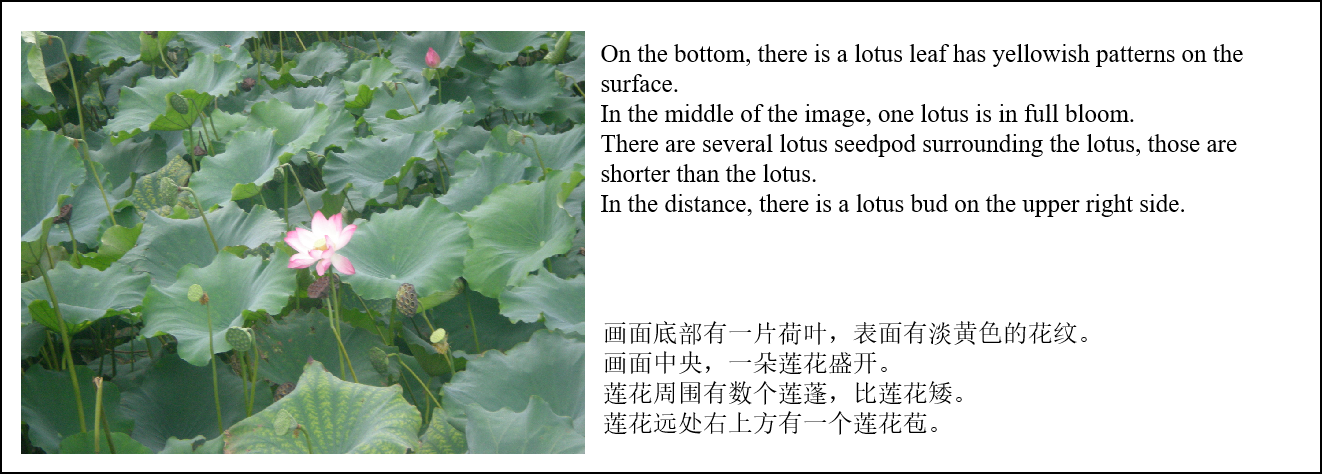 On the bottom, there is a lotus leaf has yellowish patterns on the
surface.
In the middle of the image, one lotus is in full bloom.
There are several lotus seedpod surrounding the lotus, those are
shorter than the lotus.
In the distance, there is a lotus bud on the upper right side.
画面底部有一片荷叶，表面有淡黄色的花纹。
画面中央，一朵莲花盛开。
莲花周围有数个莲蓬，比莲花矮。
莲花远处右上方有一个莲花苞。